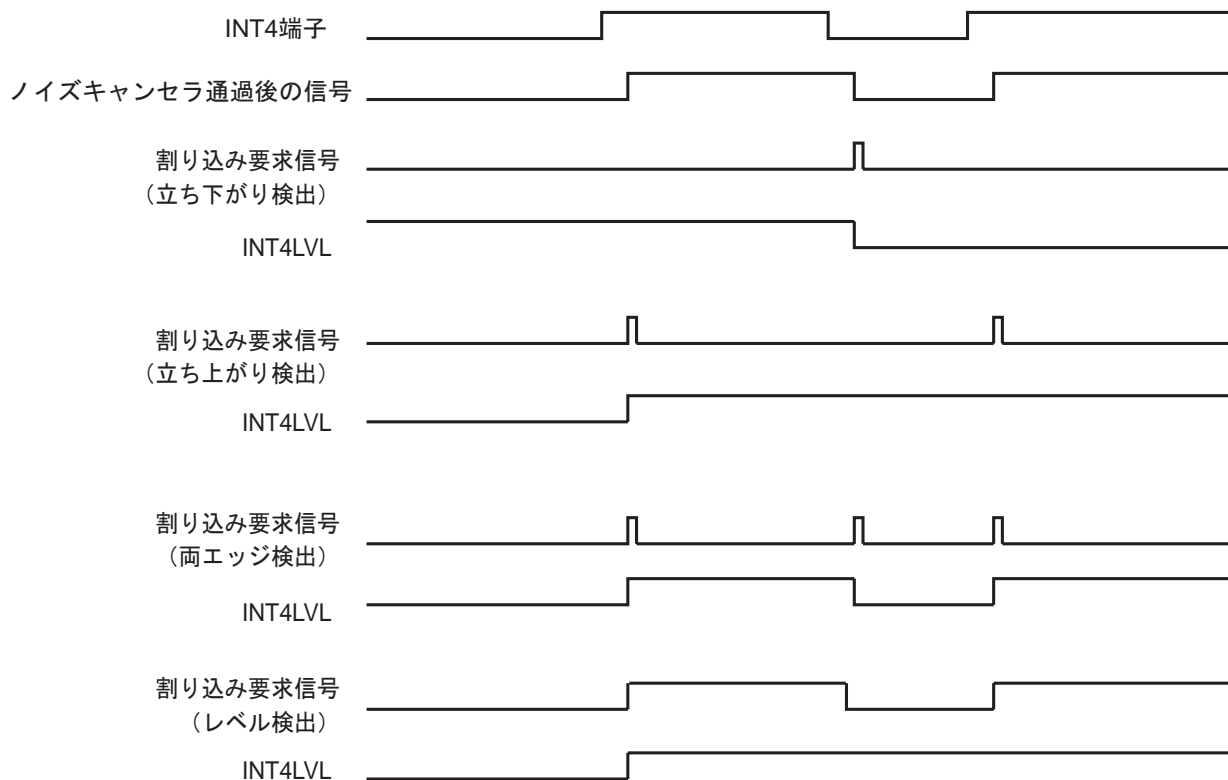 INT4端子
ノイズキャンセラ通過後の信号
割り込み要求信号
（立ち下がり検出）
INT4LVL
割り込み要求信号
（立ち上がり検出）
INT4LVL
割り込み要求信号
（両エッジ検出）
INT4LVL
割り込み要求信号
（レベル検出）
INT4LVL